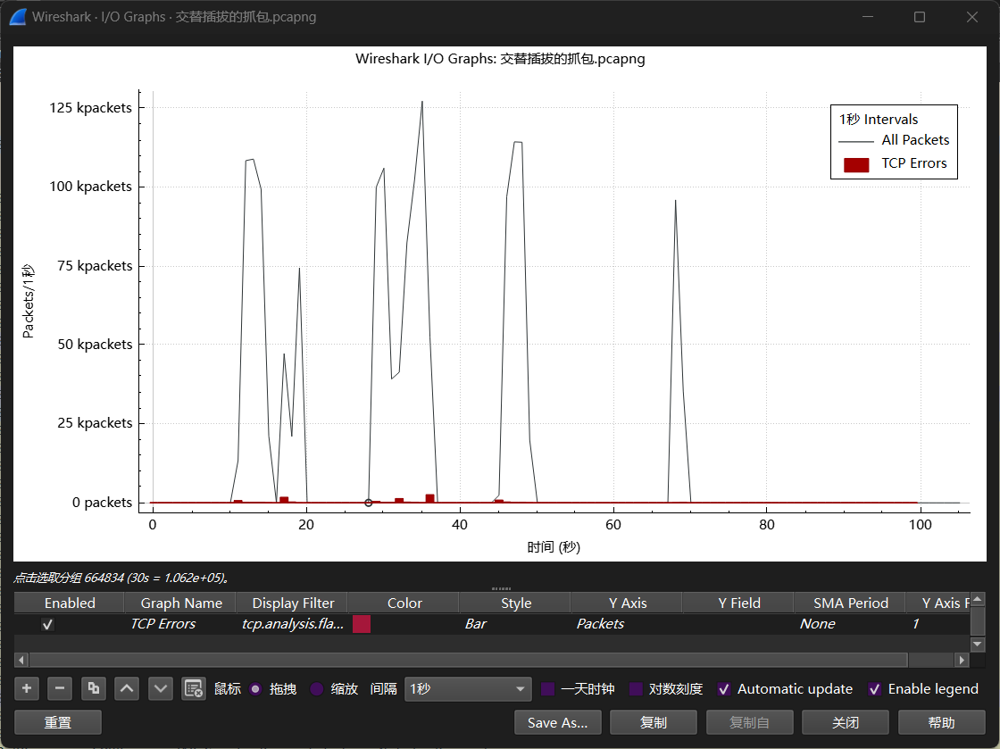 Wireshark · I/O Graphs · 交替插拔的抓包.pcapng
Wireshark I/O Graphs: 交替插拔的抓包.pcapng
125 kpackets
100 kpackets
75 kpackets
50 kpackets
25 kpackets
0 packets
Packets/1秒
1秒 Intervals
All Packets
TCP Errors
0 20 40 60 80 100
时间 (秒)
点击选取分组 664834 (30s = 1.062e+05)。
Enabled Graph Name Display Filter Color Style Y Axis Y Field SMA Period Y Axis F
TCP Errors tcp.analysis.fla... Bar Packets None 1
鼠标 拖拽 缩放 间隔 1秒 一天时钟 对数刻度 Automatic update Enable legend
重置 Save As... 复制 复制自 关闭 帮助